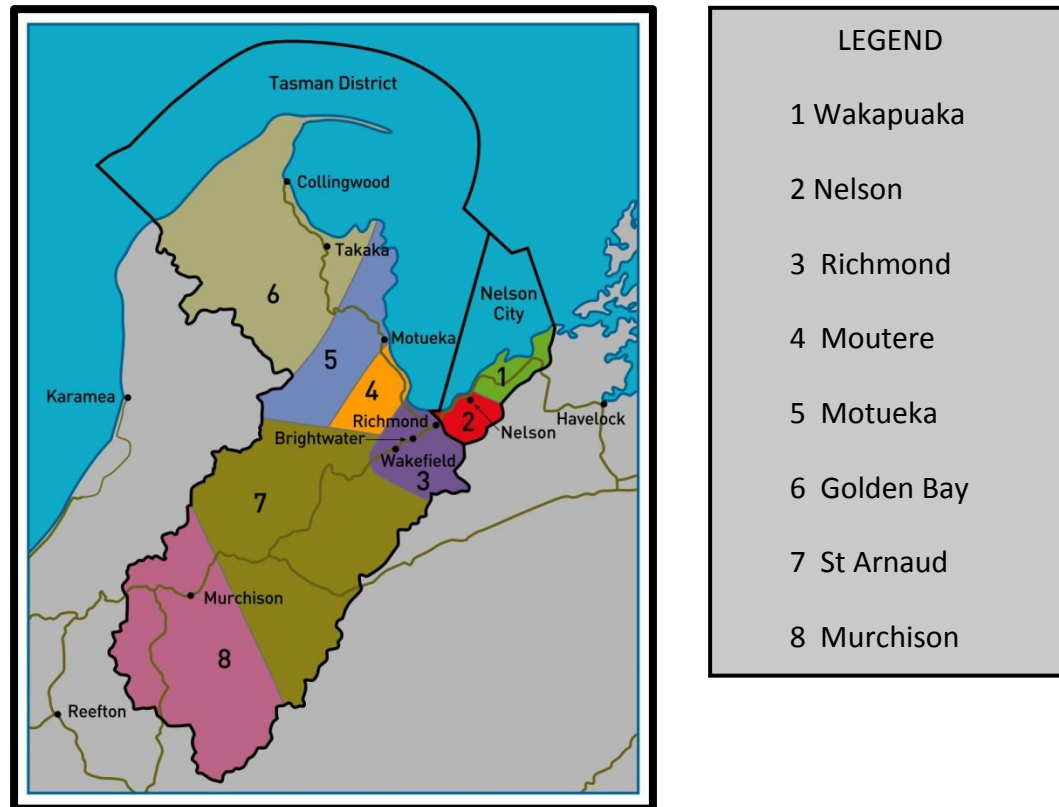 Tasman District
Collingwood
Takaka
6
Nelson
City
Motueka
5
1
4
Karamea
Richmond
2
Havelock
Nelson
Brightwater
Wakefield
3
7
Murchison
8
Reefton
LEGEND
1 Wakapuaka
2 Nelson
3 Richmond
4 Moutere
5 Motueka
6 Golden Bay
7 St Arnaud
8 Murchison